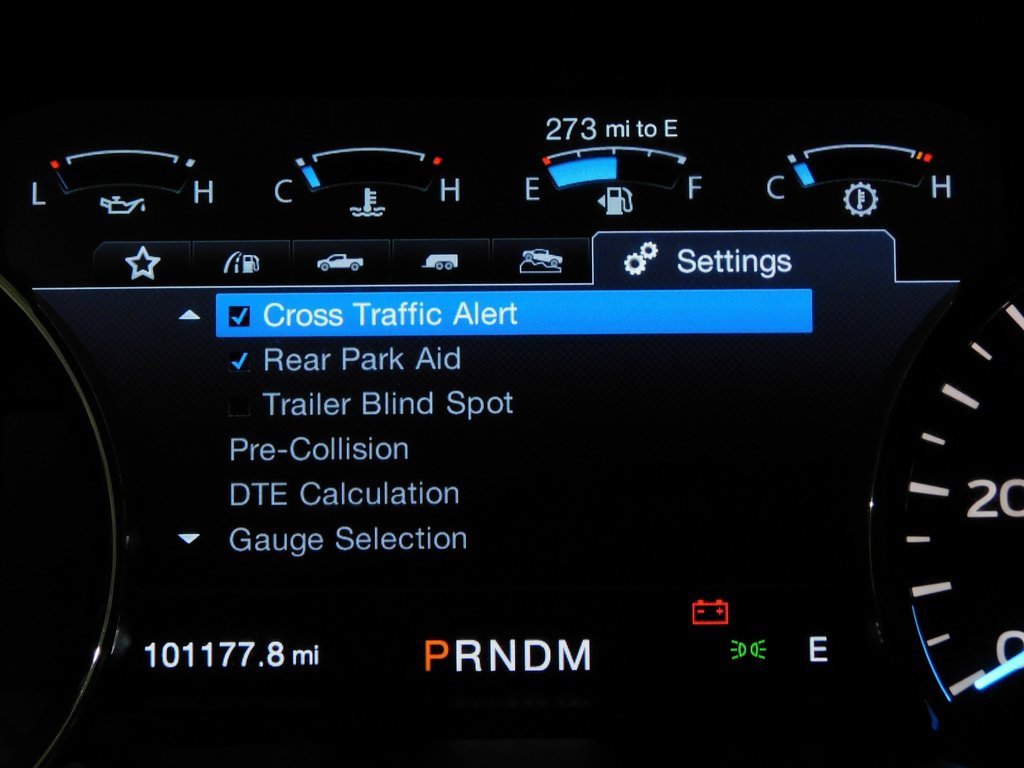 273 mi to E
L H C H E F C H
Settings
Cross Traffic Alert
Rear Park Aid
Trailer Blind Spot
Pre-Collision
DTE Calculation
Gauge Selection
20
0
101177.8 mi PRNDM E